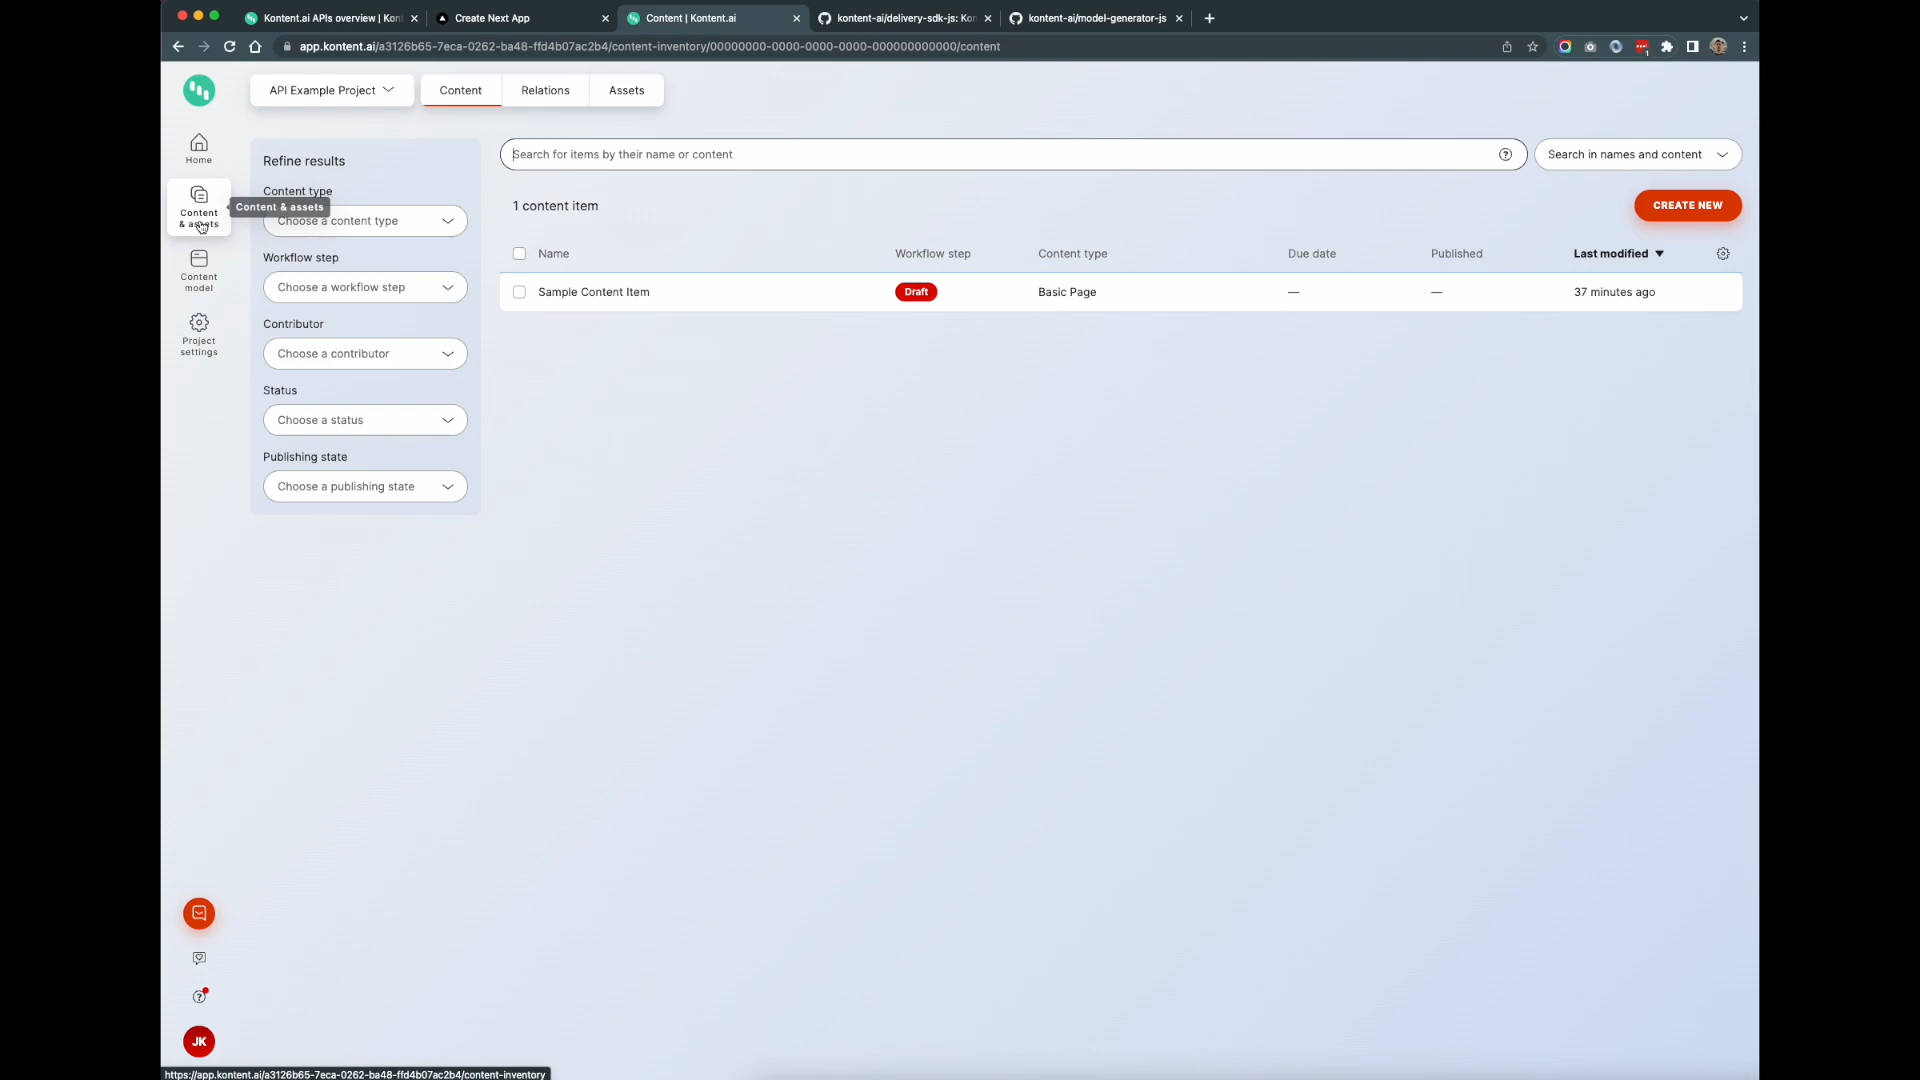 Kontent.ai APIs overview | Kon
Create Next App
Content | Kontent.ai
kontent-ai/delivery-sdk-js: Kon
kontent-ai/model-generator-js
app.kontent.ai/a3126b65-7eca-0262-ba48-ffd4b07ac2b4/content-inventory/00000000-0000-0000-0000-000000000000/content
API Example Project
Content
Relations
Assets
Home
Content
& assets
Content & assets
Content
model
Project
settings
Refine results
Content type
Choose a content type
Workflow step
Choose a workflow step
Contributor
Choose a contributor
Status
Choose a status
Publishing state
Choose a publishing state
Search for items by their name or content
Search in names and content
1 content item
CREATE NEW
Name Workflow step Content type Due date Published Last modified
Sample Content Item Draft Basic Page — — 37 minutes ago
JK
https://app.kontent.ai/a3126b65-7eca-0262-ba48-ffd4b07ac2b4/content-inventory